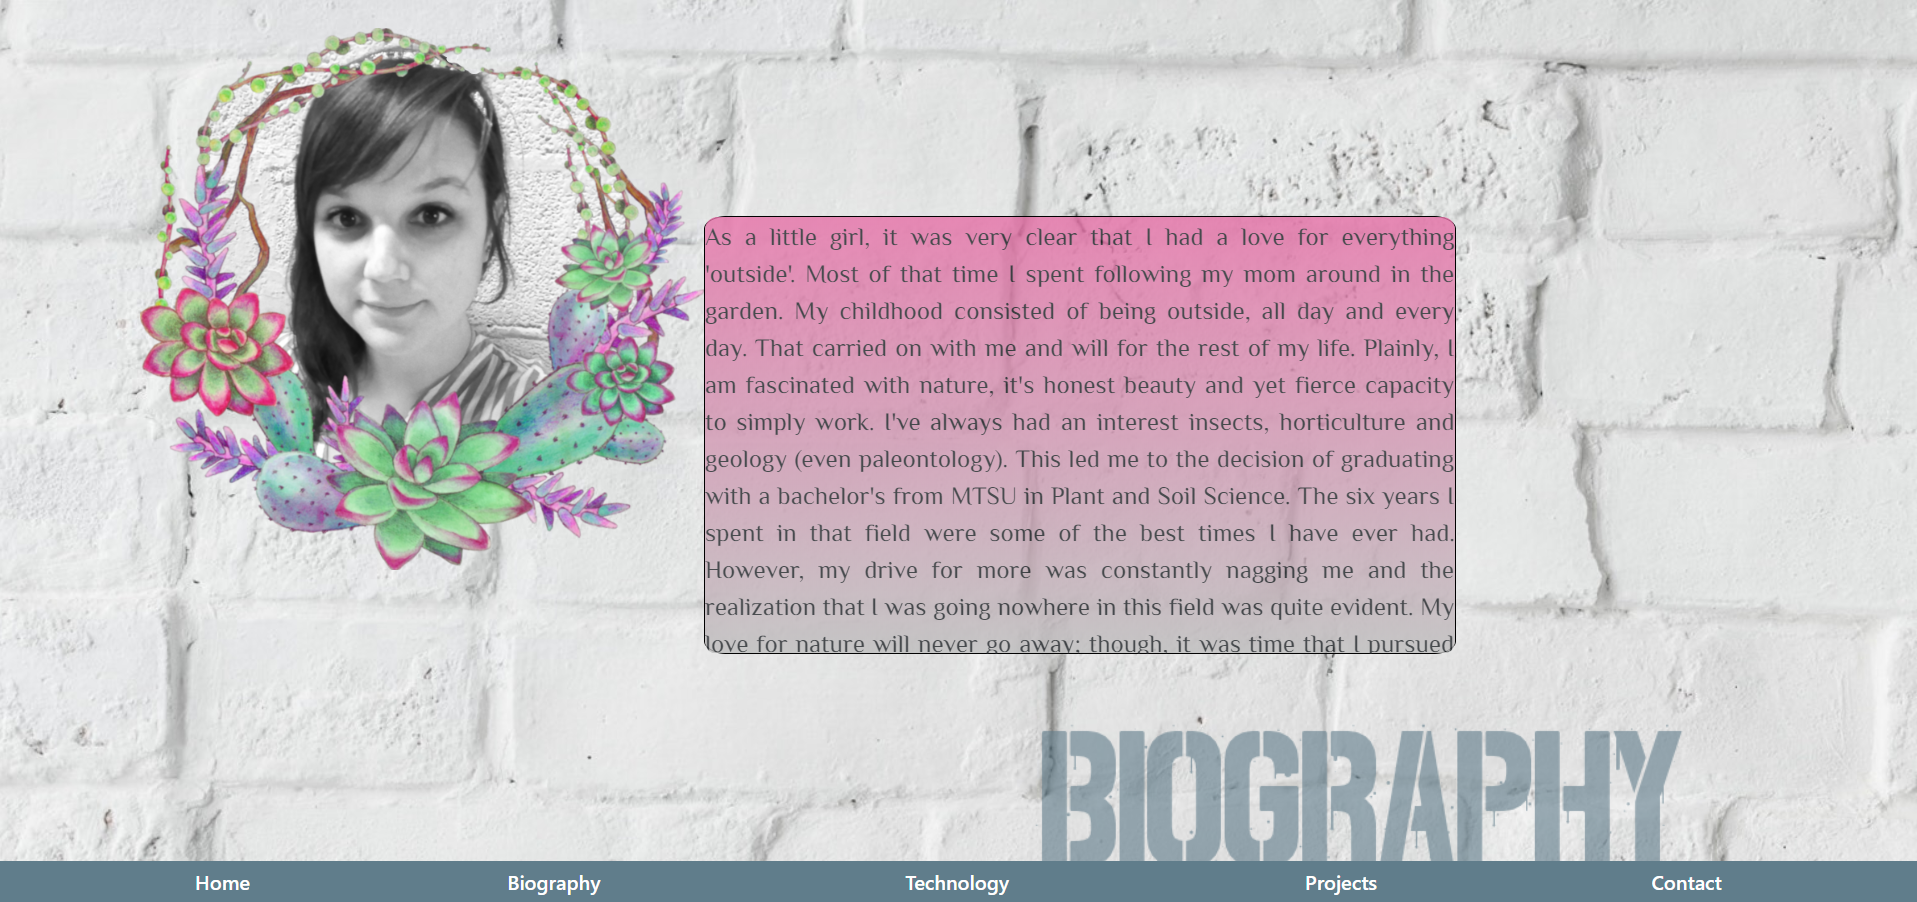 As a little girl, it was very clear that I had a love for everything
'outside'. Most of that time I spent following my mom around in the
garden. My childhood consisted of being outside, all day and every
day. That carried on with me and will for the rest of my life. Plainly, I
am fascinated with nature, it's honest beauty and yet fierce capacity
to simply work. I've always had an interest insects, horticulture and
geology (even paleontology). This led me to the decision of graduating
with a bachelor's from MTSU in Plant and Soil Science. The six years I
spent in that field were some of the best times I have ever had.
However, my drive for more was constantly nagging me and the
realization that I was going nowhere in this field was quite evident. My
love for nature will never go away; though, it was time that I pursued
BIOGRAPHY
Home Biography Technology Projects Contact